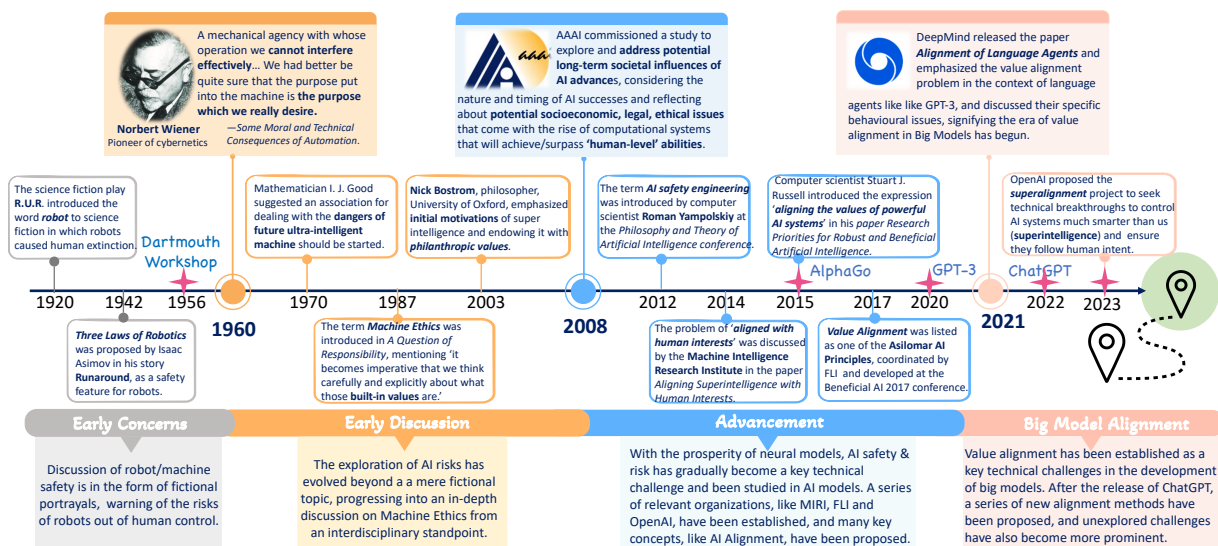 A mechanical agency with whose
operation we cannot interfere
effectively... We had better be
quite sure that the purpose put
into the machine is the purpose
which we really desire.
Norbert Wiener
Pioneer of cybernetics
—Some Moral and Technical
Consequences of Automation.
aaai
AAAI commissioned a study to
explore and address potential
long-term societal influences of
AI advances, considering the
nature and timing of AI successes and reflecting
about potential socioeconomic, legal, ethical issues
that come with the rise of computational systems
that will achieve/surpass ‘human-level’ abilities.
DeepMind released the paper
Alignment of Language Agents and
emphasized the value alignment
problem in the context of language
agents like like GPT-3, and discussed their specific
behavioural issues, signifying the era of value
alignment in Big Models has begun.
The science fiction play
R.U.R. introduced the
word robot to science
fiction in which robots
caused human extinction.
Dartmouth
Workshop
Mathematician I. J. Good
suggested an association for
dealing with the dangers of
future ultra-intelligent
machine should be started.
Nick Bostrom, philosopher,
University of Oxford, emphasized
initial motivations of super
intelligence and endowing it with
philanthropic values.
The term AI safety engineering
was introduced by computer
scientist Roman Yampolskiy at
the Philosophy and Theory of
Artificial Intelligence conference.
Computer scientist Stuart J.
Russell introduced the expression
‘aligning the values of powerful
AI systems’ in his paper Research
Priorities for Robust and Beneficial
Artificial Intelligence.
AlphaGo
GPT-3
ChatGPT
OpenAI proposed the
superalignment project to seek
technical breakthroughs to control
AI systems much smarter than us
(superintelligence) and ensure
they follow human intent.
1920
1942
1956
1960
1970
1987
2003
2008
2012
2014
2015
2017
2020
2021
2022
2023
Three Laws of Robotics
was proposed by Isaac
Asimov in his story
Runaround, as a safety
feature for robots.
The term Machine Ethics was
introduced in A Question of
Responsibility, mentioning ‘it
becomes imperative that we think
carefully and explicitly about what
those built-in values are.’
The problem of ‘aligned with
human interests’ was discussed
by the Machine Intelligence
Research Institute in the paper
Aligning Superintelligence with
Human Interests.
Value Alignment was listed
as one of the Asilomar AI
Principles, coordinated by
FLI and developed at the
Beneficial AI 2017 conference.
Early Concerns
Early Discussion
Advancement
Big Model Alignment
Discussion of robot/machine
safety is in the form of fictional
portrayals, warning of the risks
of robots out of human control.
The exploration of AI risks has
evolved beyond a a mere fictional
topic, progressing into an in-depth
discussion on Machine Ethics from
an interdisciplinary standpoint.
With the prosperity of neural models, AI safety &
risk has gradually become a key technical
challenge and been studied in AI models. A series
of relevant organizations, like MIRI, FLI and
OpenAI, have been established, and many key
concepts, like AI Alignment, have been proposed.
Value alignment has been established as a
key technical challenges in the development
of big models. After the release of ChatGPT,
a series of new alignment methods have
been proposed, and unexplored challenges
have also become more prominent.